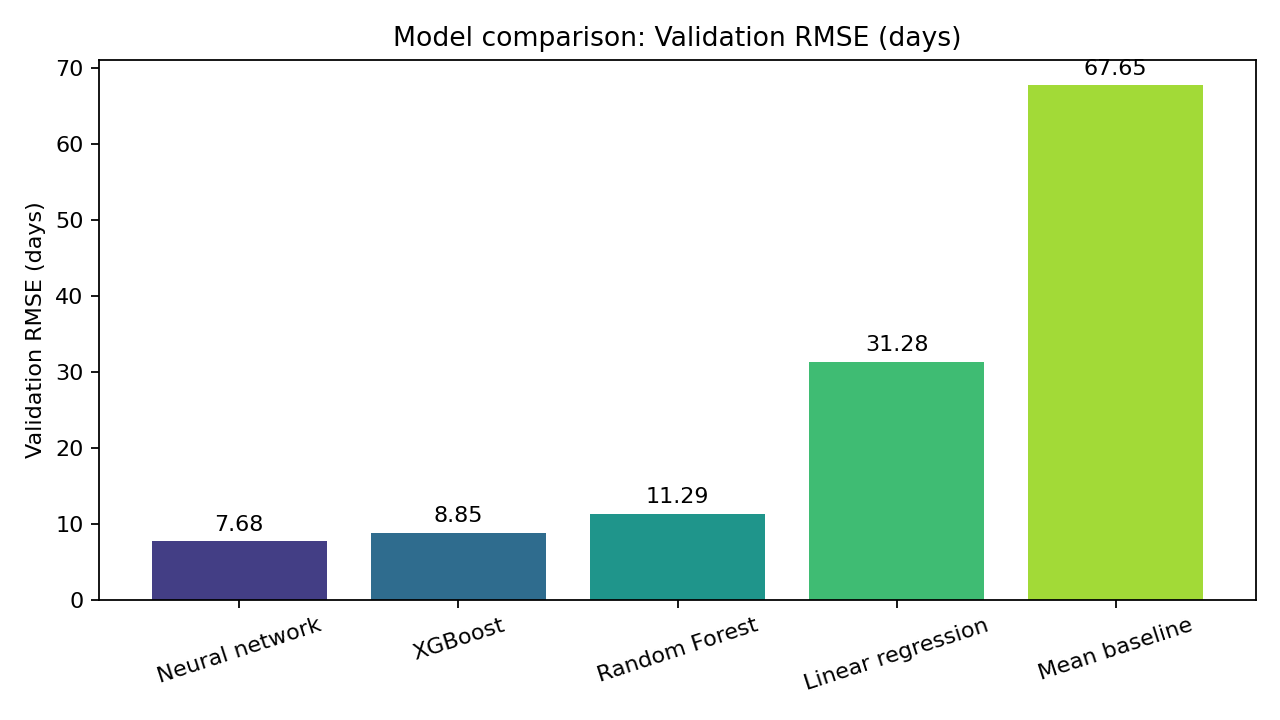 Model comparison: Validation RMSE (days)
Validation RMSE (days)
70
60
50
40
30
20
10
0
7.68
8.85
11.29
31.28
67.65
Neural network
XGBoost
Random Forest
Linear regression
Mean baseline